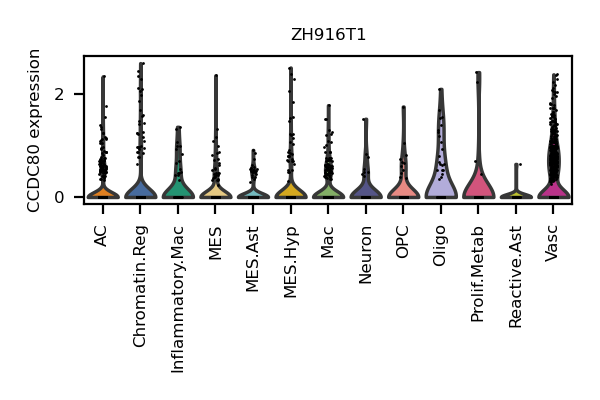 ZH916T1
CCDC80 expression
2
0
AC
Chromatin.Reg
Inflammatory.Mac
MES
MES.Ast
MES.Hyp
Mac
Neuron
OPC
Oligo
Prolif.Metab
Reactive.Ast
Vasc